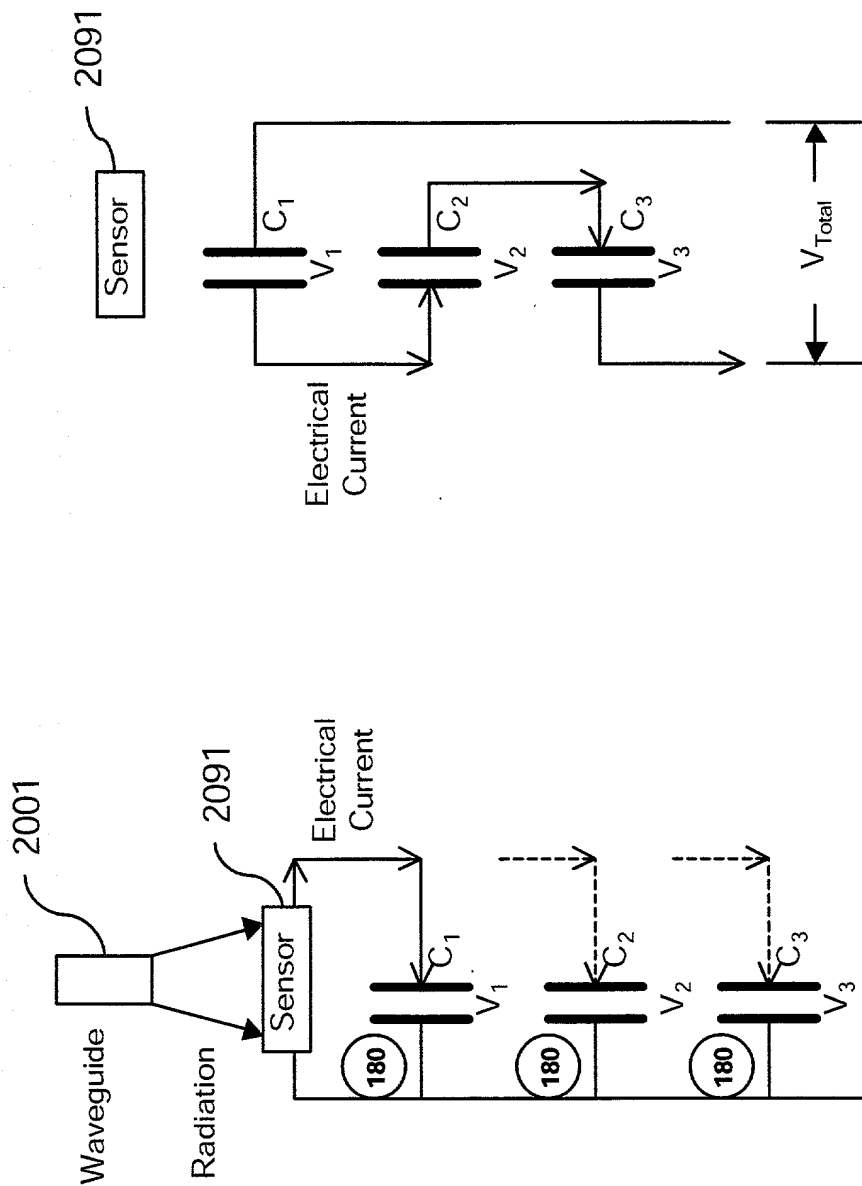 Waveguide
2001
Radiation
Sensor
2091
Electrical
Current
180
C1
V1
180
C2
V2
180
C3
V3
Sensor
2091
C1
V1
Electrical
Current
C2
V2
C3
V3
VTotal